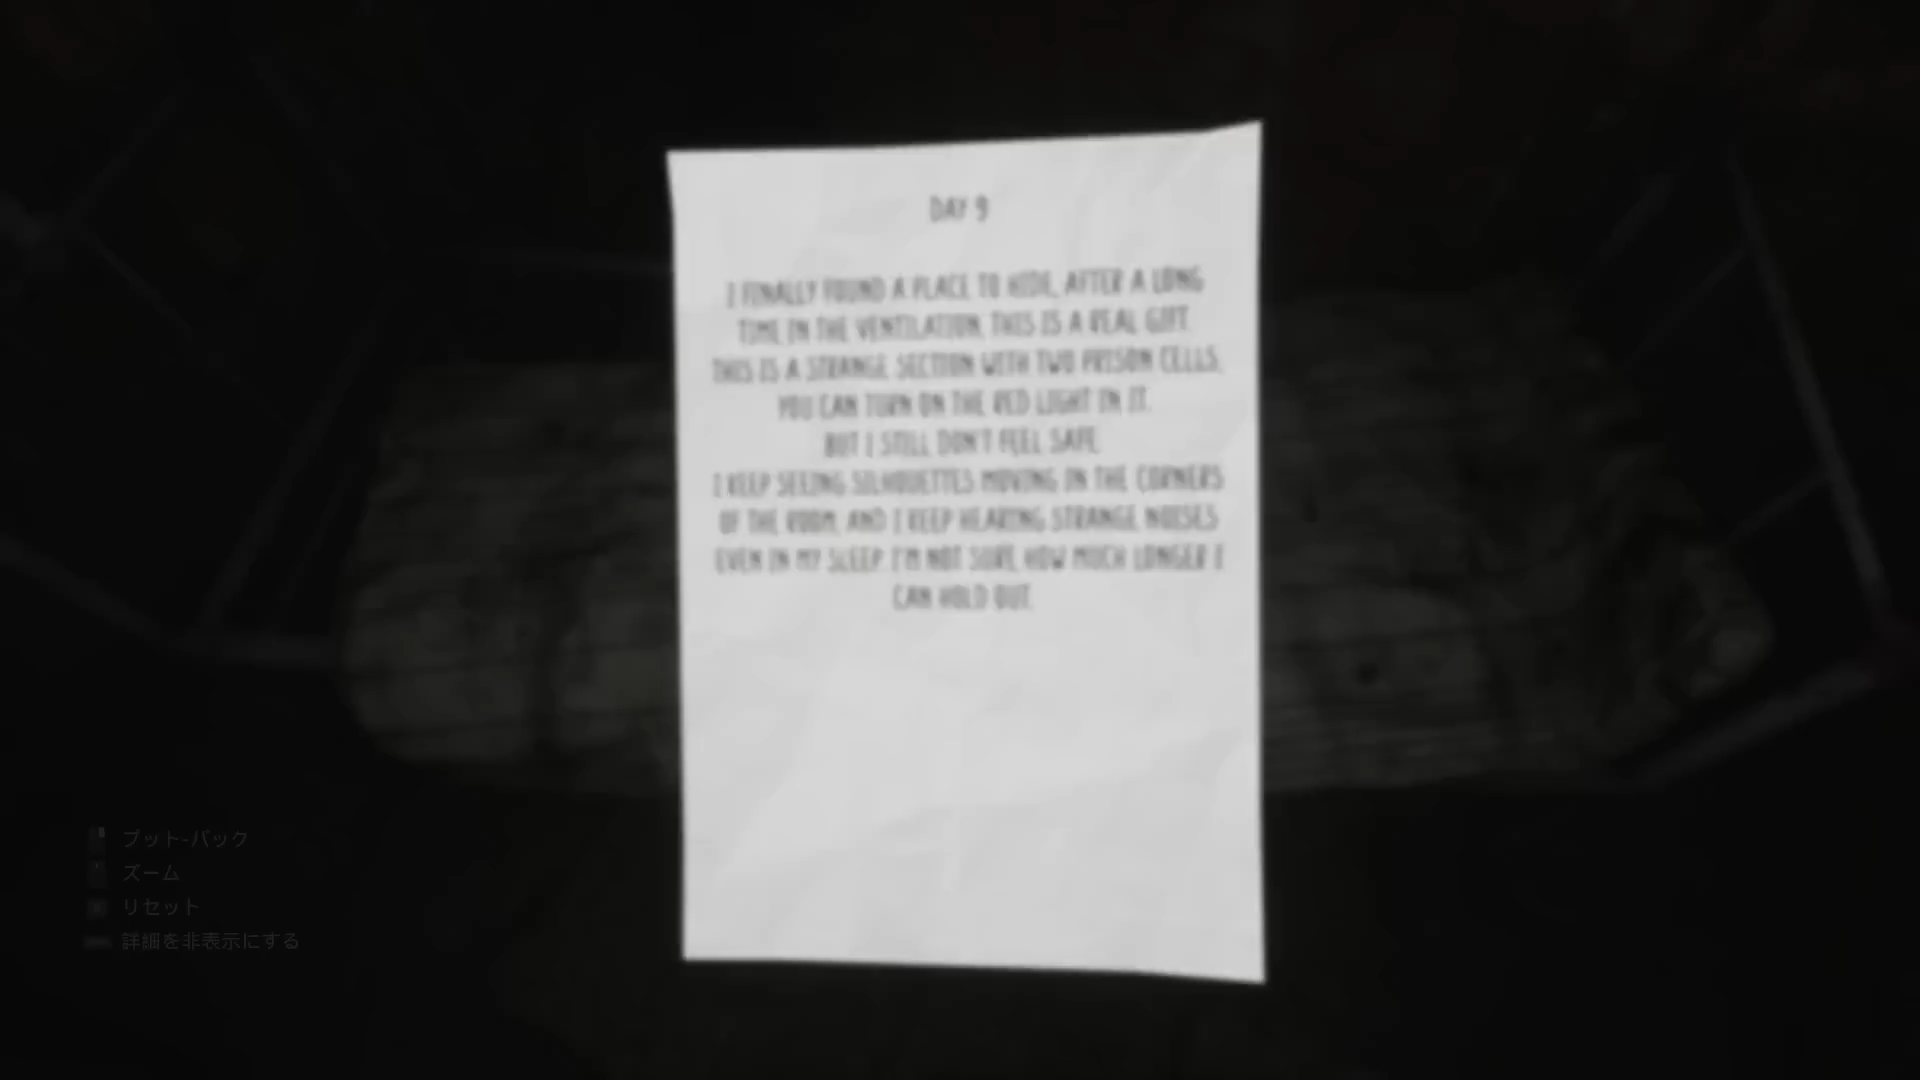 DAY 9
I FINALLY FOUND A PLACE TO HIDE, AFTER A LONG
TIME IN THE VENTILATION, THIS IS A REAL GIFT.
THIS IS A STRANGE SECTION WITH TWO PRISON CELLS,
YOU CAN TURN ON THE RED LIGHT IN IT.
BUT I STILL DON'T FEEL SAFE.
I KEEP SEEING SILHOUETTES MOVING IN THE CORNERS
OF THE ROOM, AND I KEEP HEARING STRANGE NOISES
EVEN IN MY SLEEP. I'M NOT SURE HOW MUCH LONGER I
CAN HOLD OUT.
プット-バック
ズーム
リセット
詳細を非表示にする